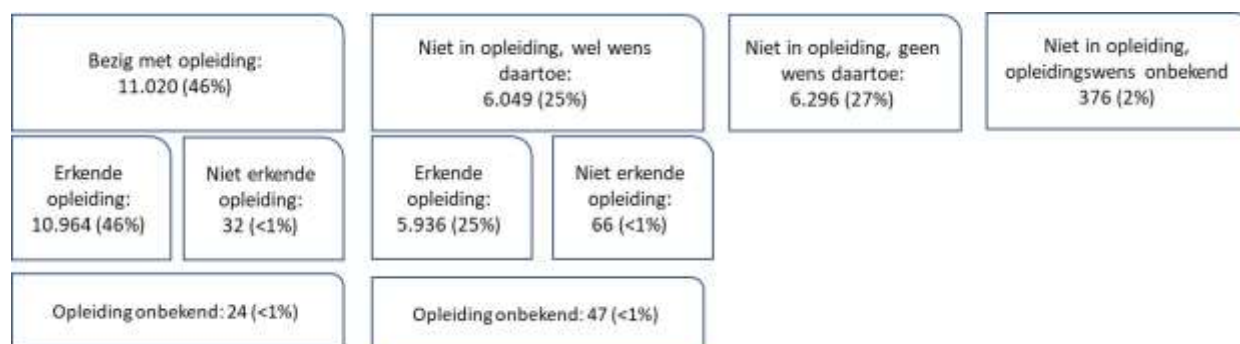 Bezig met opleiding:
11.020 (46%)
Niet in opleiding, wel wens
daartoe:
6.049 (25%)
Niet in opleiding, geen
wens daartoe:
6.296 (27%)
Niet in opleiding,
opleidingswens onbekend
376 (2%)
Erkende
opleiding:
10.964 (46%)
Niet erkende
opleiding:
32 (<1%)
Erkende
opleiding:
5.936 (25%)
Niet erkende
opleiding:
66 (<1%)
Opleiding onbekend: 24 (<1%)
Opleiding onbekend: 47 (<1%)